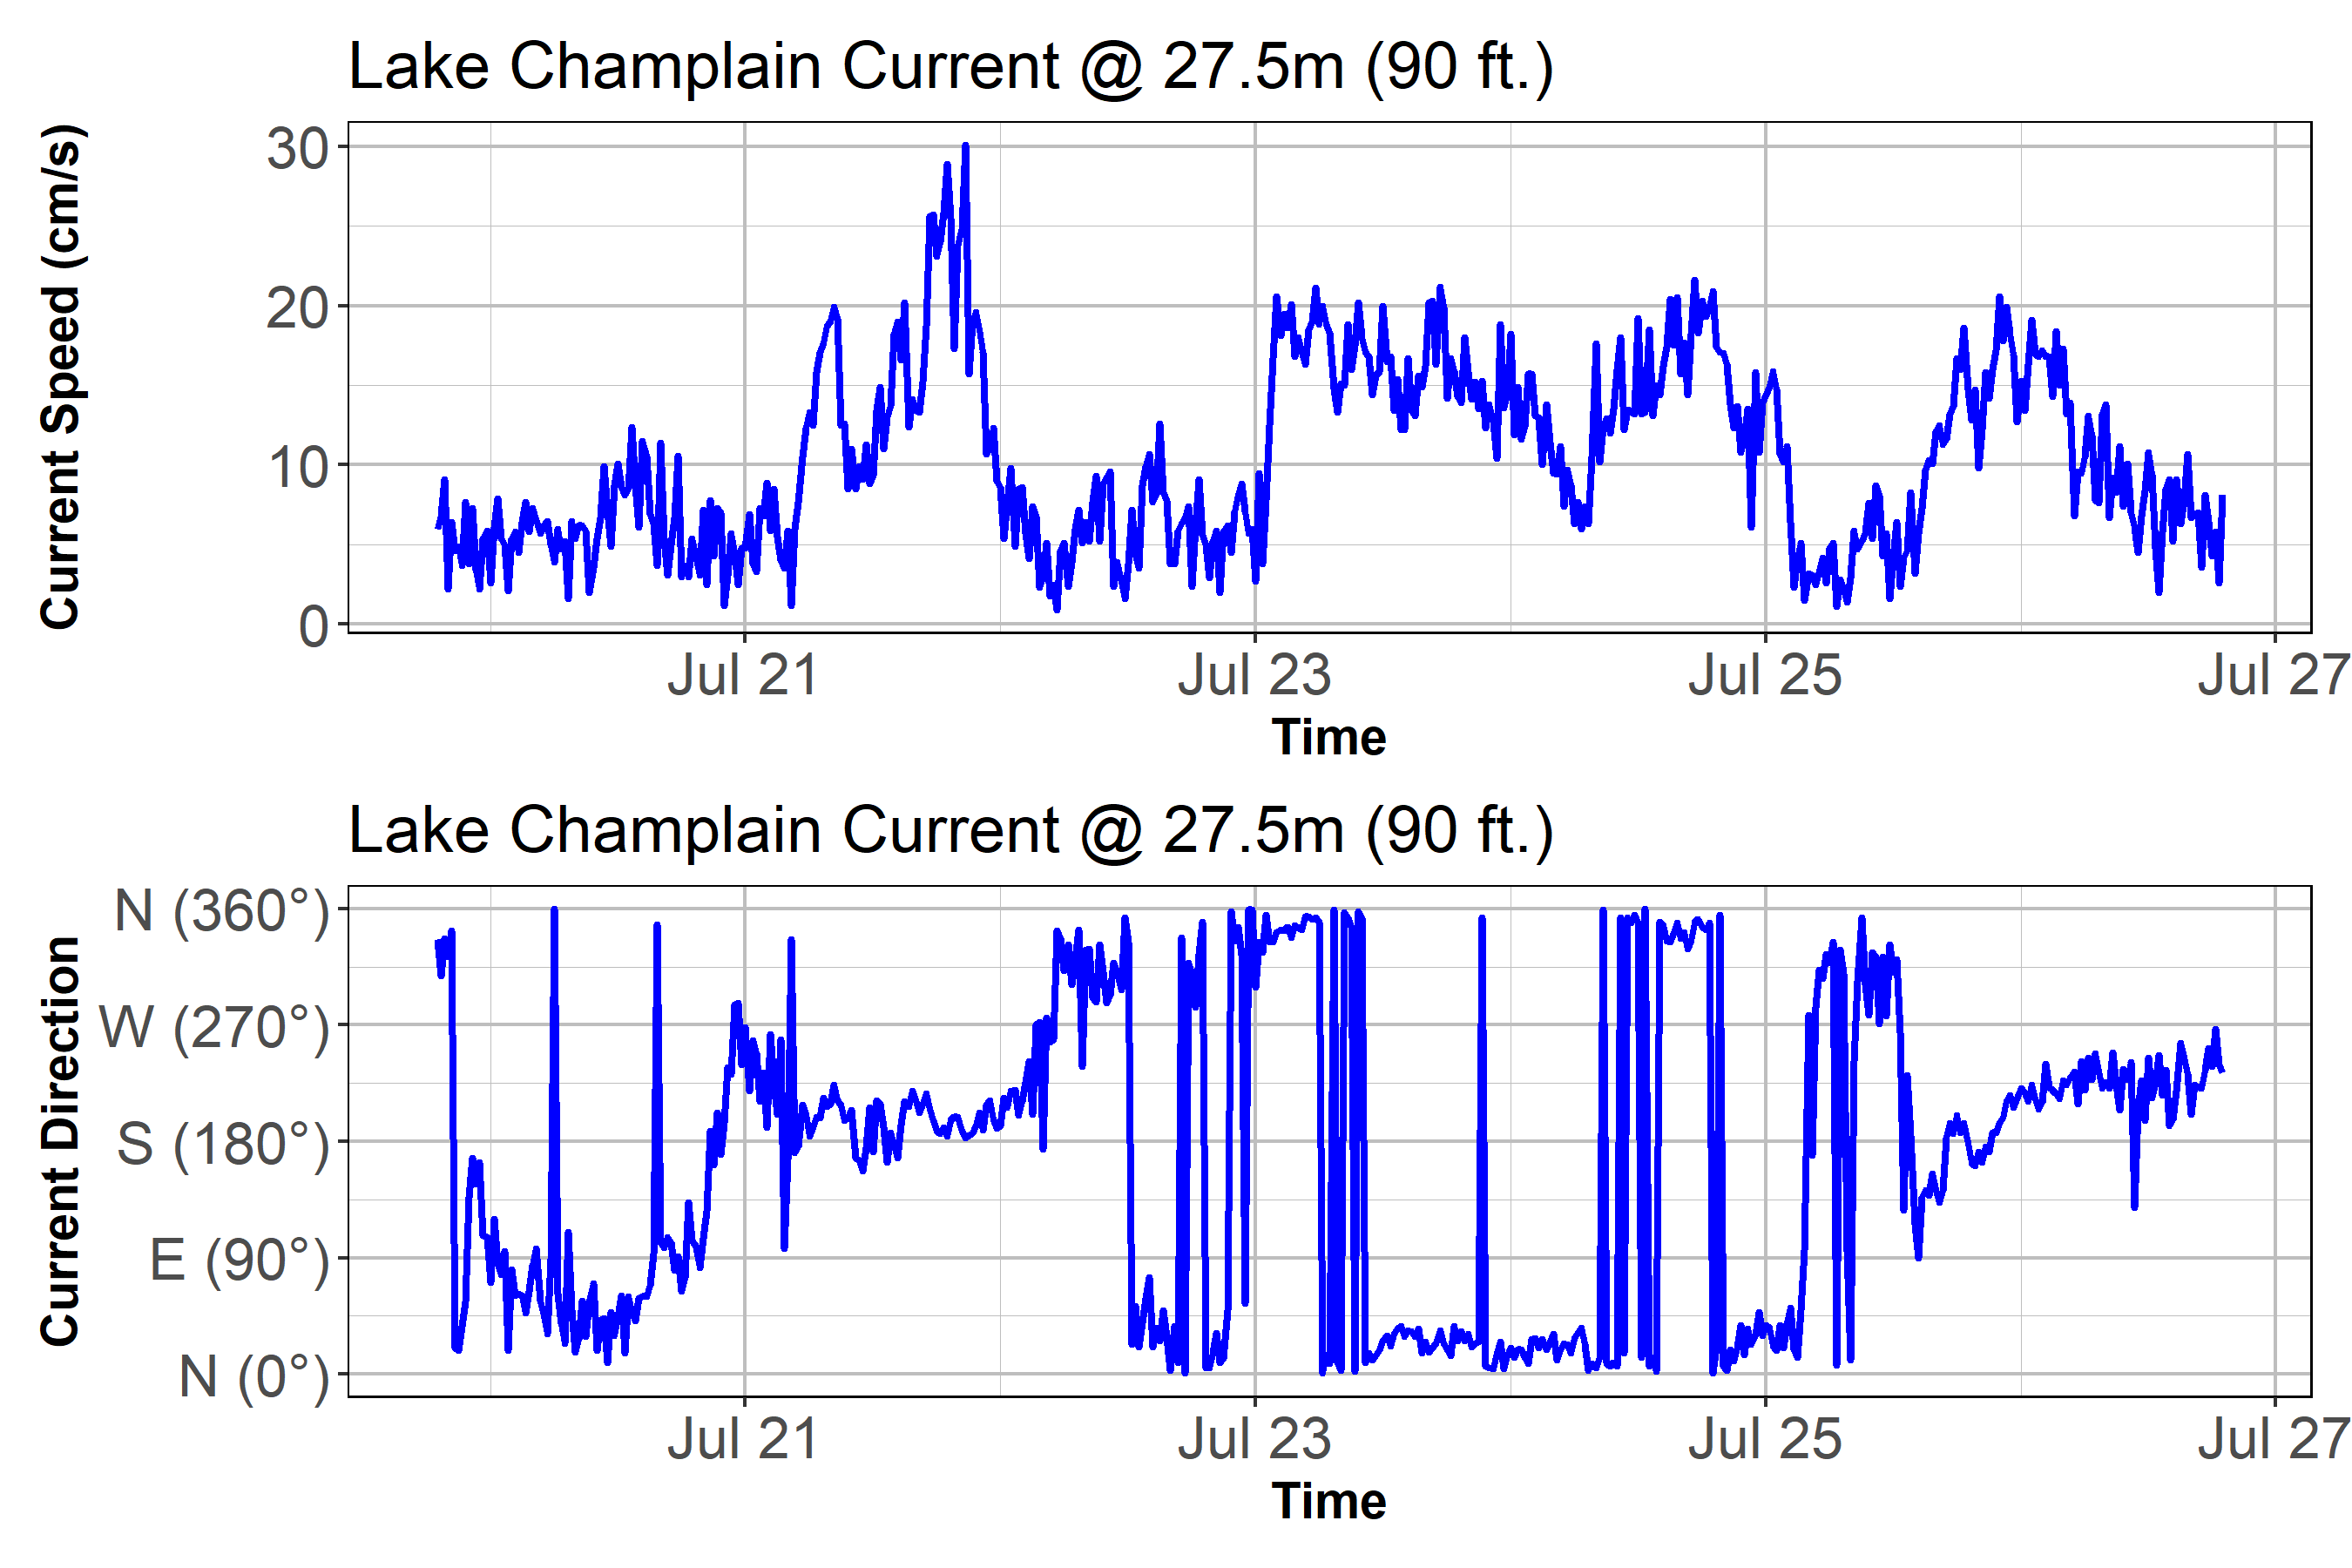 Lake Champlain Current @ 27.5m (90 ft.)
Current Speed (cm/s)
30
20
10
0
Jul 21 Jul 23 Jul 25 Jul 27
Time
Lake Champlain Current @ 27.5m (90 ft.)
Current Direction
N (360°)
W (270°)
S (180°)
E (90°)
N (0°)
Jul 21 Jul 23 Jul 25 Jul 27
Time